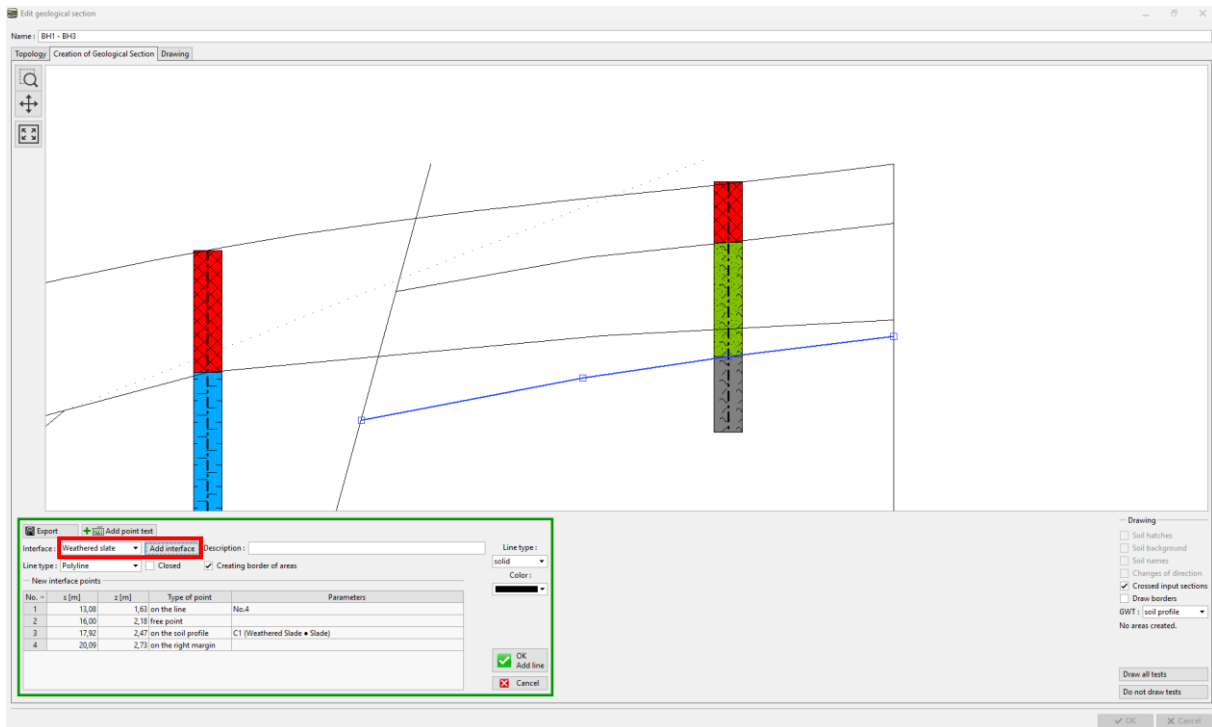 Edit geological section
Name : BH1 - BH3
Topology Creation of Geological Section Drawing
Export Add point text
Interface : Weathered slate Add interface Description :
Line type : Polyline Closed Creating border of areas
Line type :
solid
Color :
New interface points
No. s [m] z [m] Type of point Parameters
1 13,08 1,63 on the line No.4
2 16,00 2,18 free point
3 17,92 2,47 on the soil profile C1 (Weathered Slade ● Slade)
4 20,09 2,73 on the right margin
OK
Add line
Cancel
Drawing
Soil hatches
Soil background
Soil names
Changes of direction
Crossed input sections
Draw borders
GWT : soil profile
No areas created.
Draw all tests
Do not draw tests
OK Cancel